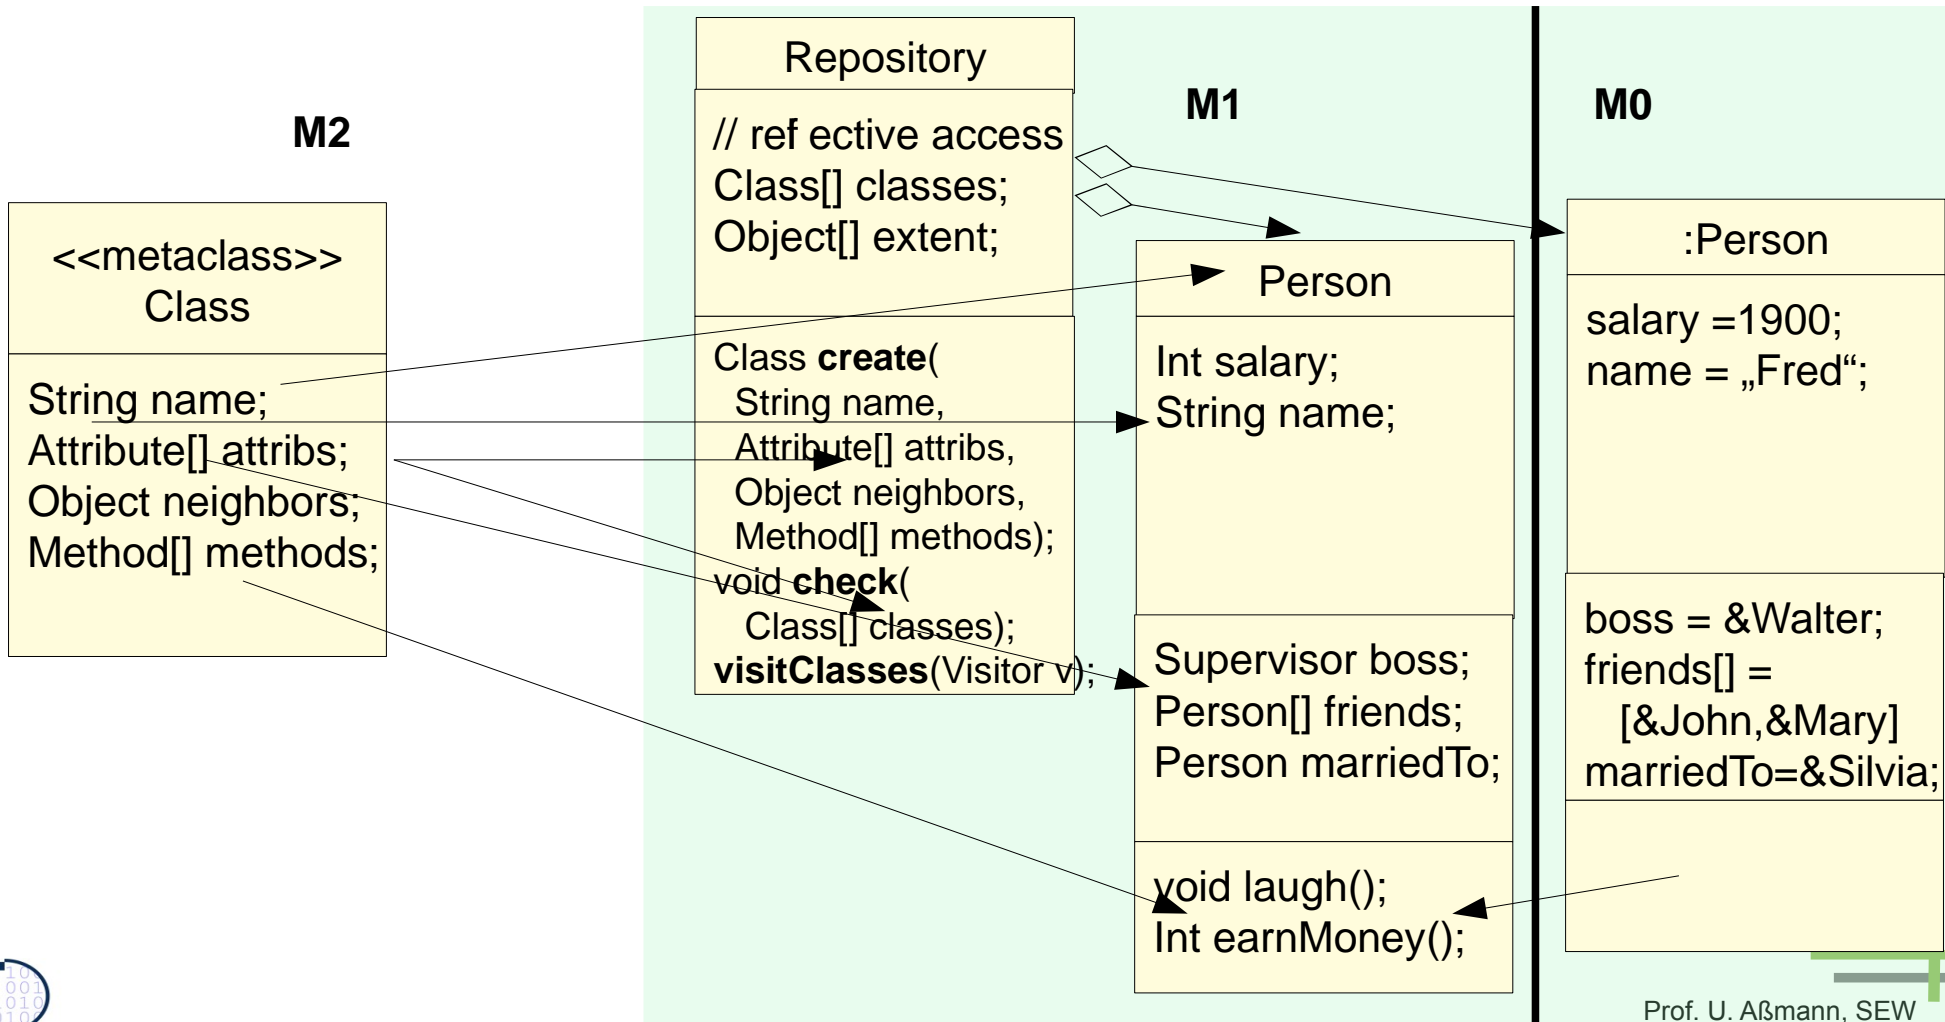 M2
<<metaclass>>
Class
String name;
Attribute[] attribs;
Object neighbors;
Method[] methods;
Repository
// ref ective access
Class[] classes;
Object[] extent;
Class create(
String name,
Attribute[] attribs,
Object neighbors,
Method[] methods);
void check(
Class[] classes);
visitClasses(Visitor v);
M1
Person
Int salary;
String name;
Supervisor boss;
Person[] friends;
Person marriedTo;
void laugh();
Int earnMoney();
M0
:Person
salary =1900;
name = „Fred“;
boss = &Walter;
friends[] =
[&John,&Mary]
marriedTo=&Silvia;
Prof. U. Aßmann, SEW